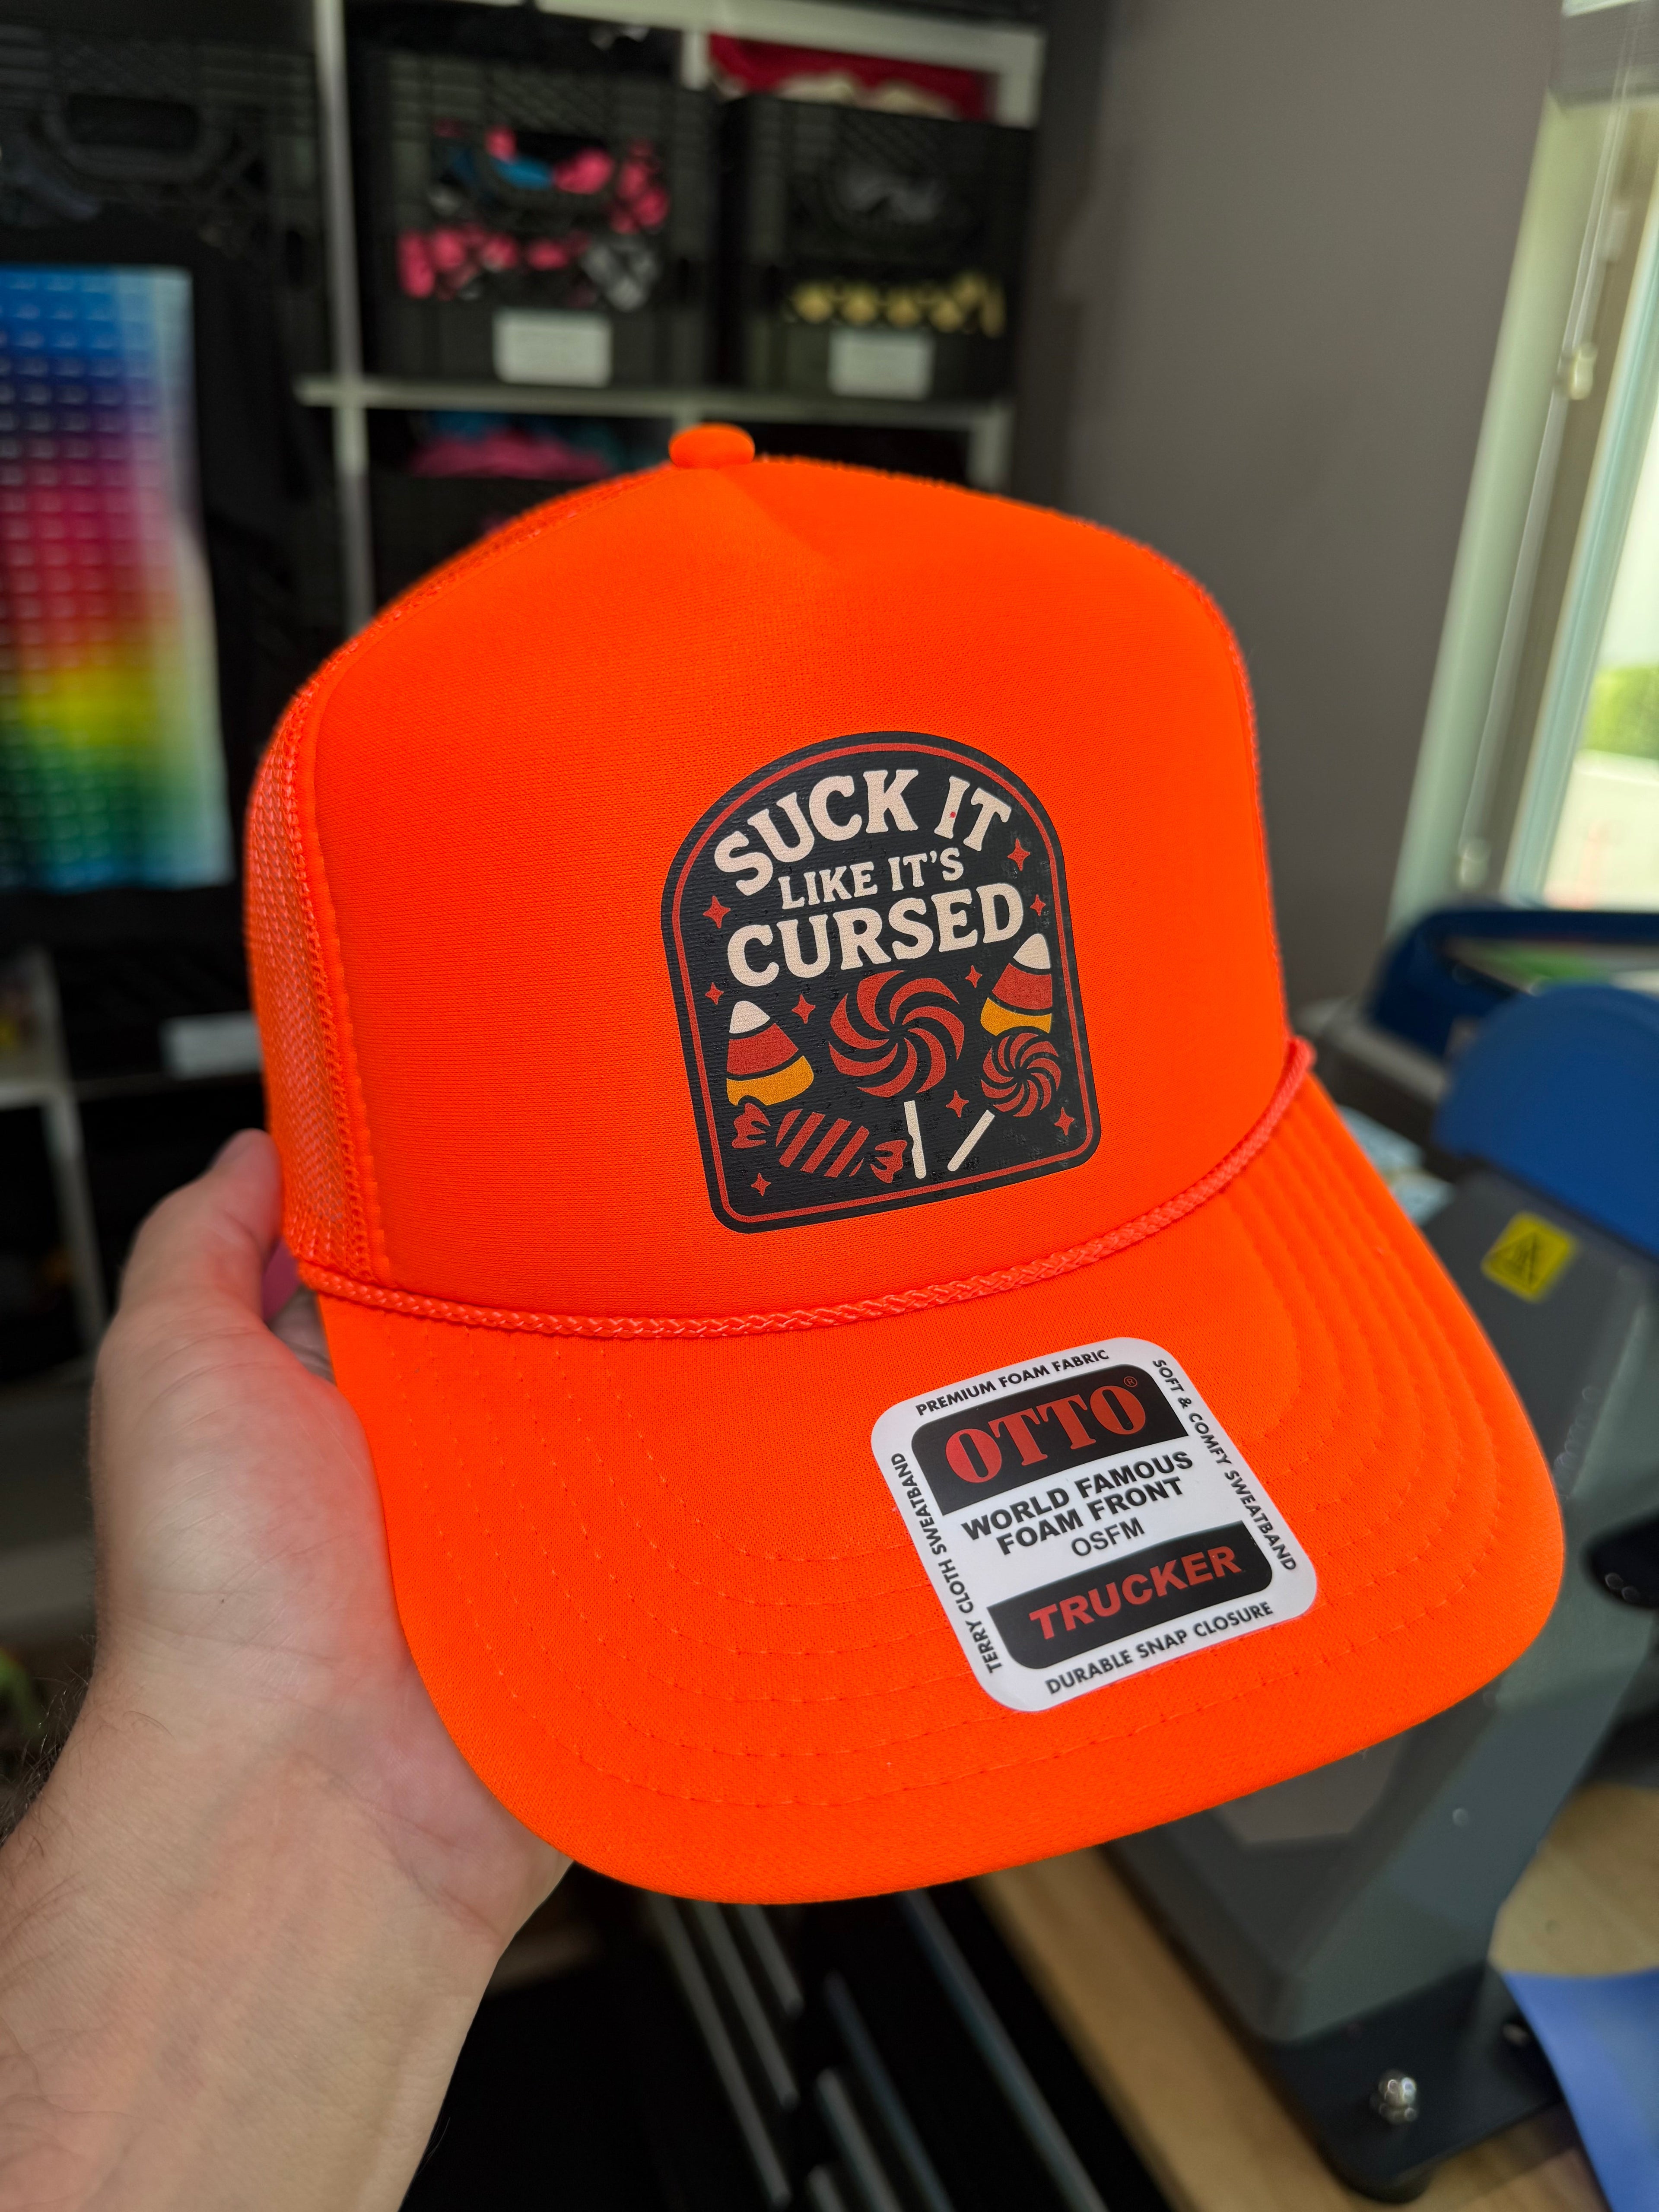 SUCK IT
LIKE IT'S
CURSED
PREMIUM FOAM FABRIC
OTTO®
WORLD FAMOUS
FOAM FRONT
OSFM
TRUCKER
SOFT & COMFY SWEATBAND
DURABLE SNAP CLOSURE
TERRY CLOTH SWEATBAND